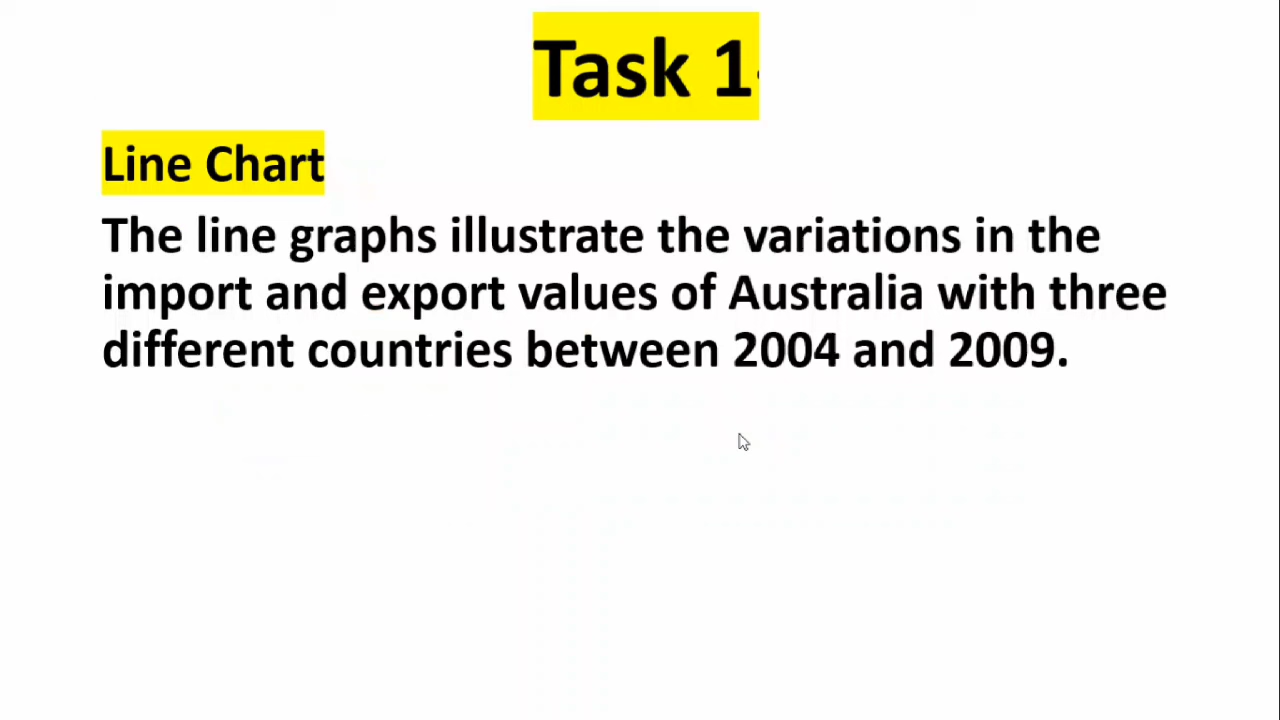 Task 1
Line Chart
The line graphs illustrate the variations in the
import and export values of Australia with three
different countries between 2004 and 2009.